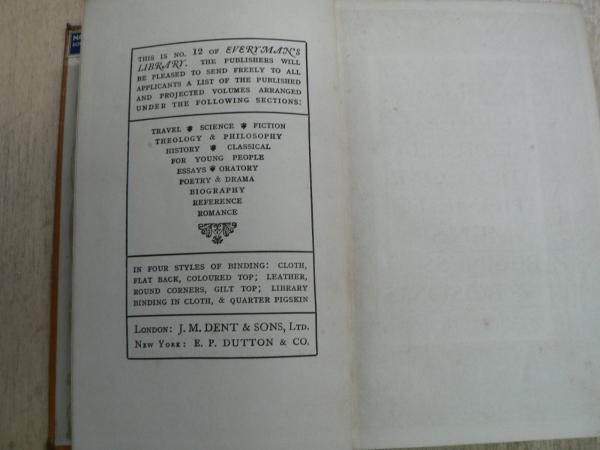 THIS IS NO. 12 OF EVERYMAN'S
LIBRARY. THE PUBLISHERS WILL
BE PLEASED TO SEND FREELY TO ALL
APPLICANTS A LIST OF THE PUBLISHED
AND PROJECTED VOLUMES ARRANGED
UNDER THE FOLLOWING SECTIONS:
TRAVEL SCIENCE FICTION
THEOLOGY & PHILOSOPHY
HISTORY CLASSICAL
FOR YOUNG PEOPLE
ESSAYS ORATORY
POETRY & DRAMA
BIOGRAPHY
REFERENCE
ROMANCE
IN FOUR STYLES OF BINDING: CLOTH,
FLAT BACK, COLOURED TOP; LEATHER,
ROUND CORNERS, GILT TOP; LIBRARY
BINDING IN CLOTH, & QUARTER PIGSKIN
LONDON: J. M. DENT & SONS, LTD.
NEW YORK: E. P. DUTTON & CO.